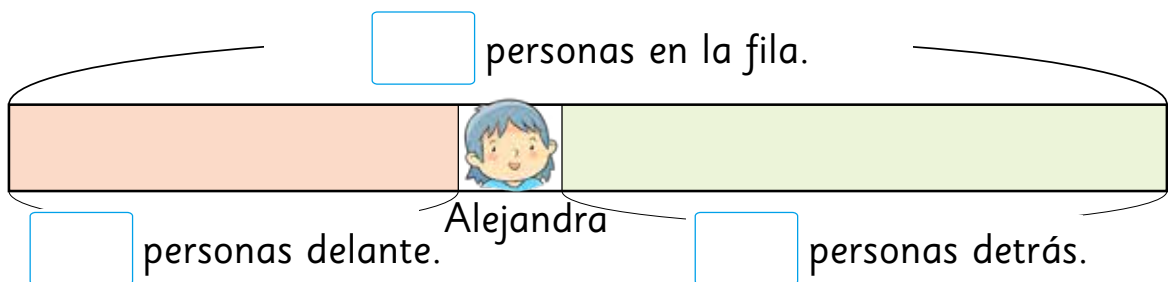 personas en la fila.
Alejandra
personas delante.
personas detrás.